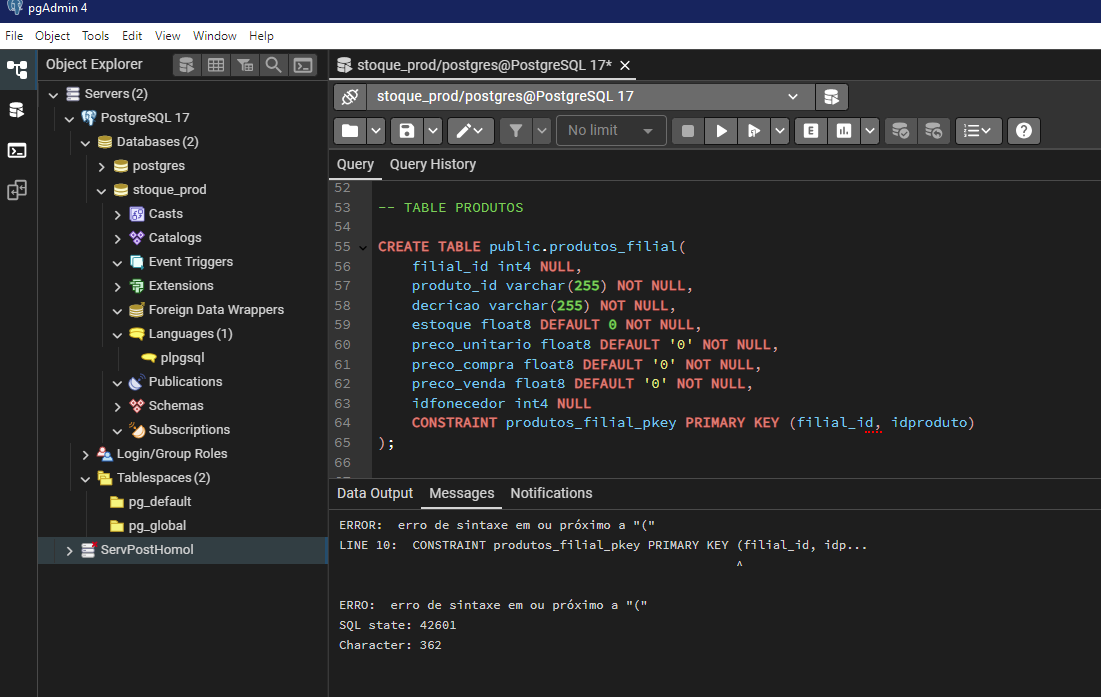 pgAdmin 4
File Object Tools Edit View Window Help
Object Explorer
stoque_prod/postgres@PostgreSQL 17*
Servers (2)
PostgreSQL 17
Databases (2)
postgres
stoque_prod
Casts
Catalogs
Event Triggers
Extensions
Foreign Data Wrappers
Languages (1)
plpgsql
Publications
Schemas
Subscriptions
Login/Group Roles
Tablespaces (2)
pg_default
pg_global
ServPostHomol
stoque_prod/postgres@PostgreSQL 17
No limit
E
Query Query History
52
53 -- TABLE PRODUTOS
54
55 CREATE TABLE public.produtos_filial(
56 filial_id int4 NULL,
57 produto_id varchar(255) NOT NULL,
58 decricao varchar(255) NOT NULL,
59 estoque float8 DEFAULT 0 NOT NULL,
60 preco_unitario float8 DEFAULT '0' NOT NULL,
61 preco_compra float8 DEFAULT '0' NOT NULL,
62 preco_venda float8 DEFAULT '0' NOT NULL,
63 idfonecedor int4 NULL
64 CONSTRAINT produtos_filial_pkey PRIMARY KEY (filial_id, idproduto)
65 );
66
Data Output Messages Notifications
ERROR:  erro de sintaxe em ou próximo a "("
LINE 10:  CONSTRAINT produtos_filial_pkey PRIMARY KEY (filial_id, idp...
^
ERRO:  erro de sintaxe em ou próximo a "("
SQL state: 42601
Character: 362